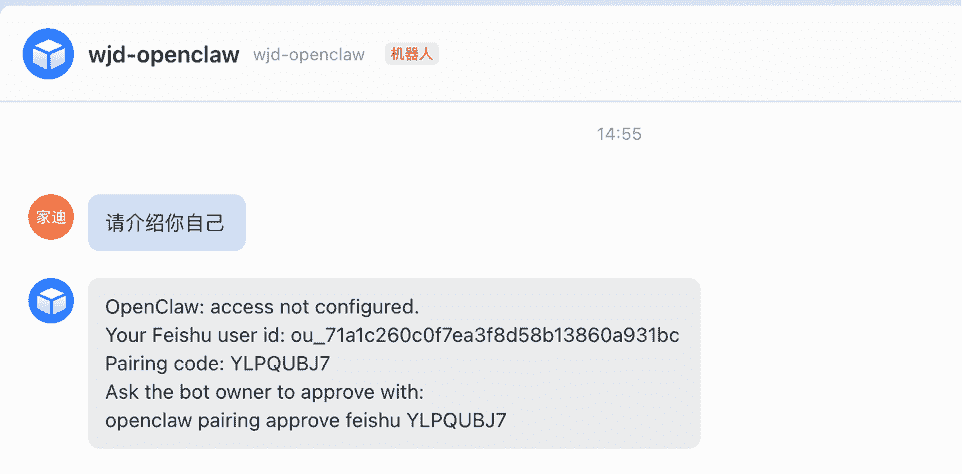 wjd-openclaw wjd-openclaw 机器人
14:55
家迪 请介绍你自己
OpenClaw: access not configured.
Your Feishu user id: ou_71a1c260c0f7ea3f8d58b13860a931bc
Pairing code: YLPQUBJ7
Ask the bot owner to approve with:
openclaw pairing approve feishu YLPQUBJ7